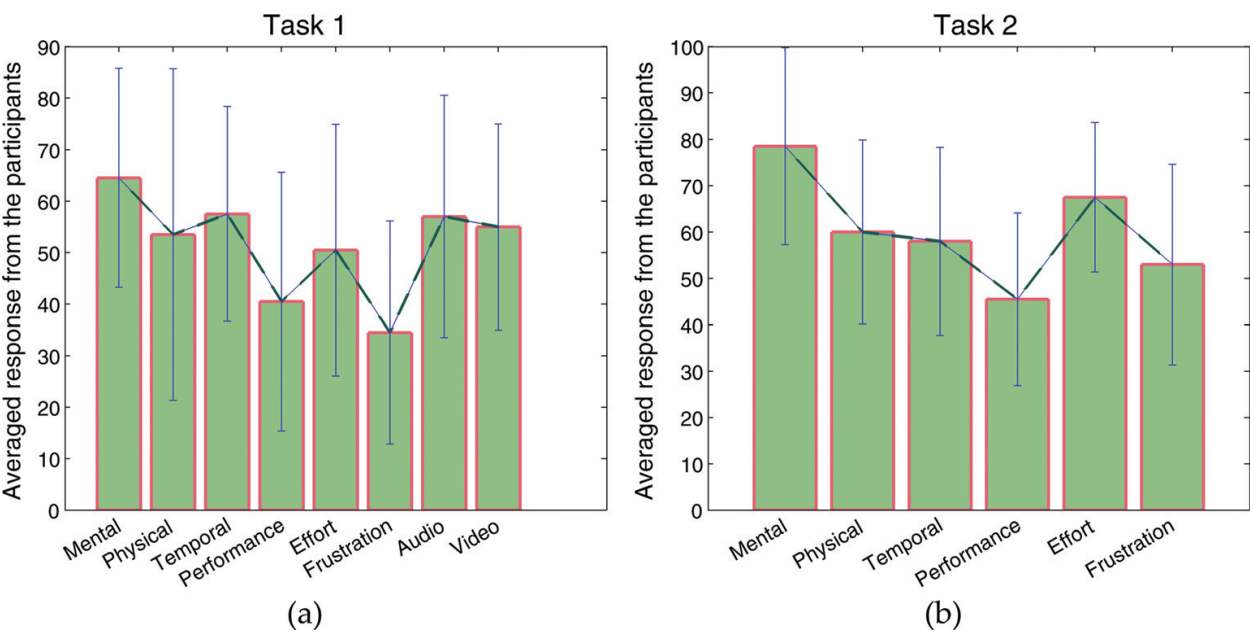 Task 1
Averaged response from the participants
90
80
70
60
50
40
30
20
10
0
Mental
Physical
Temporal
Performance
Effort
Frustration
Audio
Video
(a)
Task 2
Averaged response from the participants
100
90
80
70
60
50
40
30
20
10
0
Mental
Physical
Temporal
Performance
Effort
Frustration
(b)